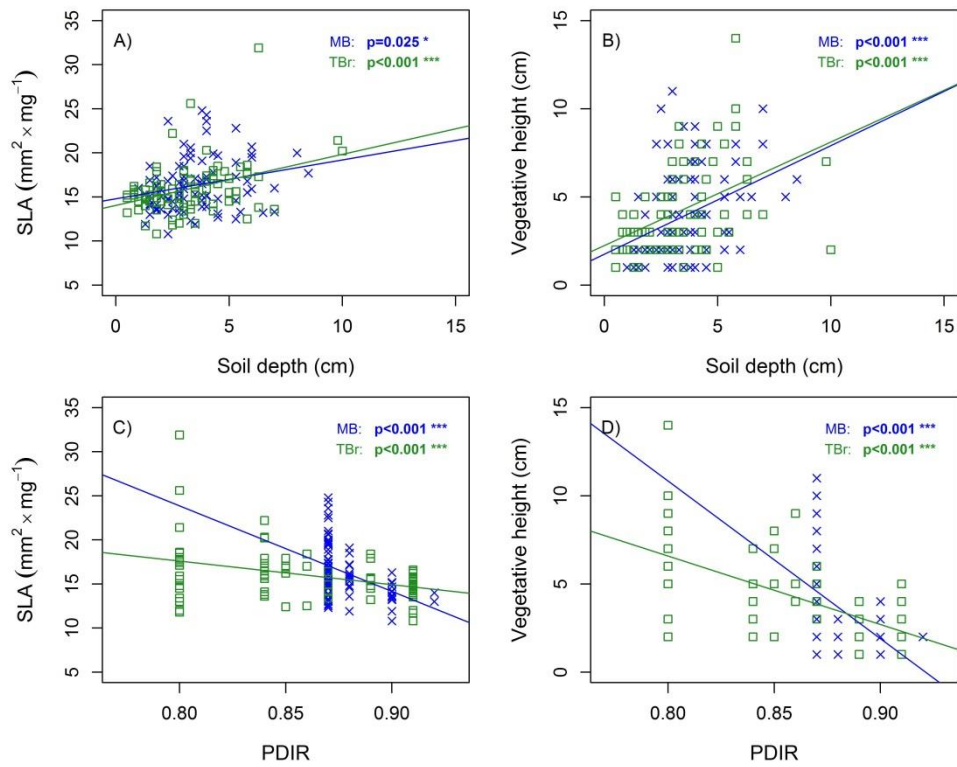 A)
MB: p=0.025 *
TBr: p<0.001 ***
SLA (mm² × mg⁻¹)
35
30
25
20
15
10
5
0 5 10 15
Soil depth (cm)
B)
MB: p<0.001 ***
TBr: p<0.001 ***
Vegetative height (cm)
15
10
5
0
0 5 10 15
Soil depth (cm)
C)
MB: p<0.001 ***
TBr: p<0.001 ***
SLA (mm² × mg⁻¹)
35
30
25
20
15
10
5
0.80 0.85 0.90
PDIR
D)
MB: p<0.001 ***
TBr: p<0.001 ***
Vegetative height (cm)
15
10
5
0
0.80 0.85 0.90
PDIR